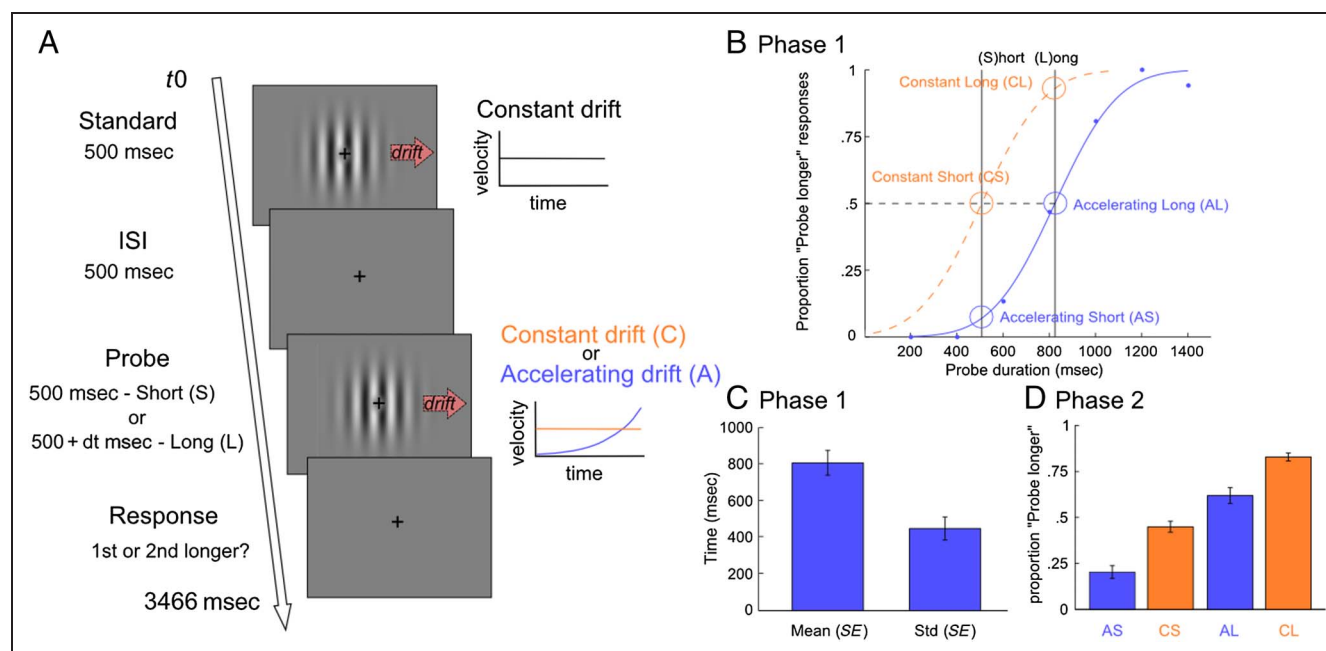 A
t0
Standard
500 msec
drift
Constant drift
velocity
time
ISI
500 msec
Probe
500 msec - Short (S)
or
500 + dt msec - Long (L)
drift
Constant drift (C)
or
Accelerating drift (A)
velocity
time
Response
1st or 2nd longer?
3466 msec
B Phase 1
(S)hort (L)ong
Proportion "Probe longer" responses
1
.75
.5
.25
0
Constant Long (CL)
Constant Short (CS)
Accelerating Long (AL)
Accelerating Short (AS)
200 400 600 800 1000 1200 1400
Probe duration (msec)
C Phase 1
Time (msec)
1000
800
600
400
200
0
Mean (SE) Std (SE)
D Phase 2
proportion "Probe longer"
1
.75
.5
.25
0
AS CS AL CL